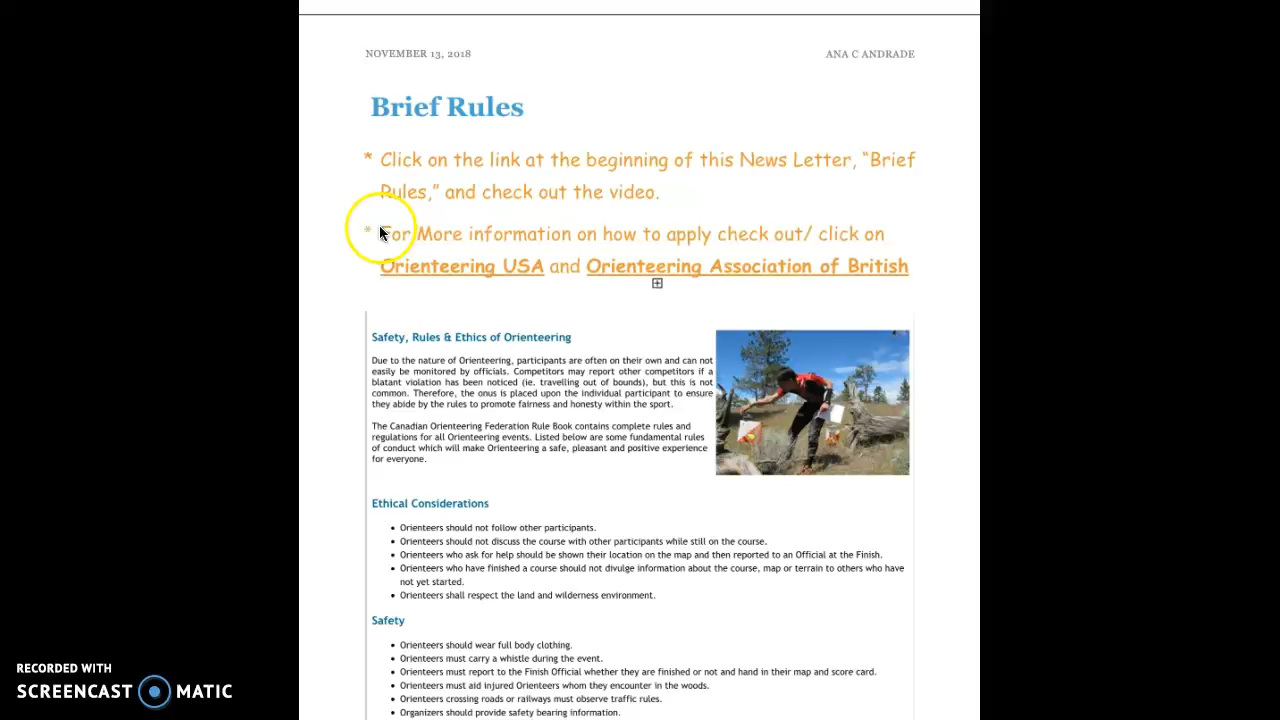 NOVEMBER 13, 2018
ANA C ANDRADE
Brief Rules
* Click on the link at the beginning of this News Letter, “Brief
Rules,” and check out the video.
* For More information on how to apply check out/ click on
Orienteering USA and Orienteering Association of British
Safety, Rules & Ethics of Orienteering
Due to the nature of Orienteering, participants are often on their own and can not
easily be monitored by officials. Competitors may report other competitors if a
blatant violation has been noticed (ie. travelling out of bounds), but this is not
common. Therefore, the onus is placed upon the individual participant to ensure
they abide by the rules to promote fairness and honesty within the sport.
The Canadian Orienteering Federation Rule Book contains complete rules and
regulations for all Orienteering events. Listed below are some fundamental rules
of conduct which will make Orienteering a safe, pleasant and positive experience
for everyone.
Ethical Considerations
• Orienteers should not follow other participants.
• Orienteers should not discuss the course with other participants while still on the course.
• Orienteers who ask for help should be shown their location on the map and then reported to an Official at the Finish.
• Orienteers who have finished a course should not divulge information about the course, map or terrain to others who have
not yet started.
• Orienteers shall respect the land and wilderness environment.
Safety
• Orienteers should wear full body clothing.
• Orienteers must carry a whistle during the event.
• Orienteers must report to the Finish Official whether they are finished or not and hand in their map and score card.
• Orienteers must aid injured Orienteers whom they encounter in the woods.
• Orienteers crossing roads or railways must observe traffic rules.
• Organizers should provide safety bearing information.
RECORDED WITH
SCREENCAST MATIC